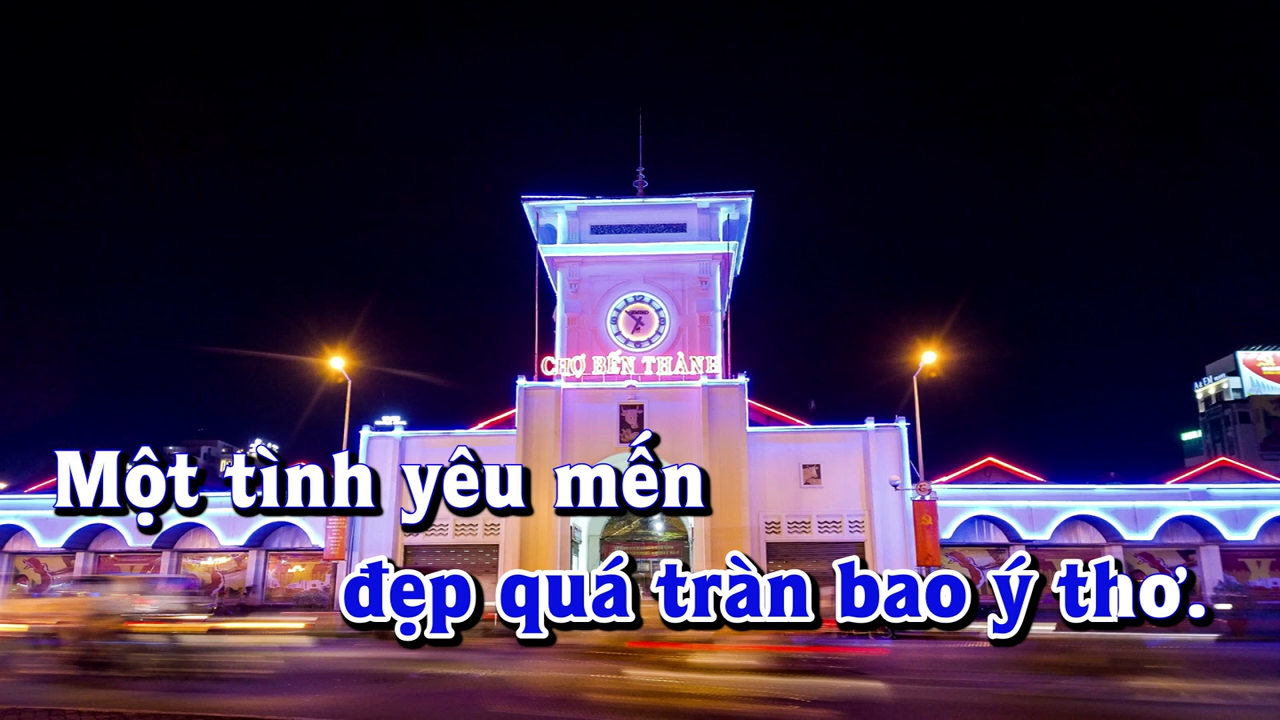 CHỢ BẾN THÀNH
Một tình yêu mến
đẹp quá tràn bao ý thơ.